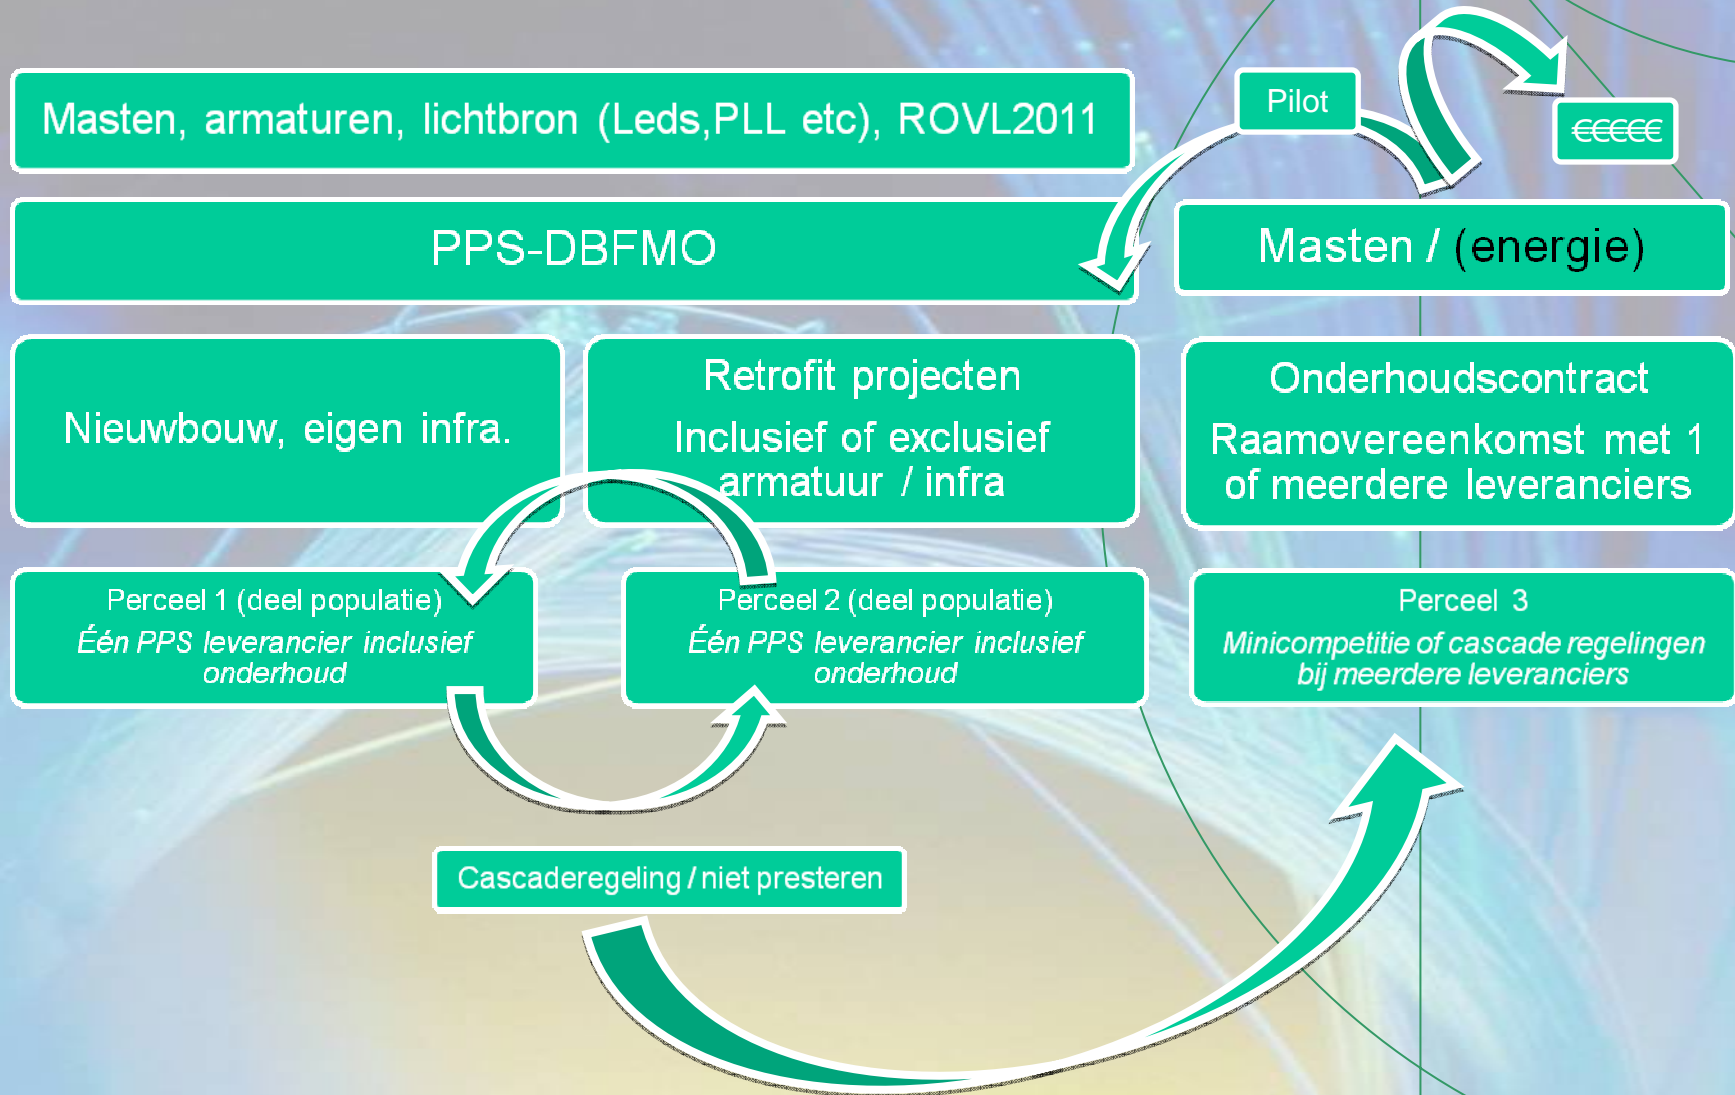 Masten, armaturen, lichtbron (Leds,PLL etc), ROVL2011
Pilot
€€€€€
PPS-DBFMO
Masten / (energie)
Nieuwbouw, eigen infra.
Retrofit projecten
Inclusief of exclusief
armatuur / infra
Onderhoudscontract
Raamovereenkomst met 1
of meerdere leveranciers
Perceel 1 (deel populatie)
Één PPS leverancier inclusief
onderhoud
Perceel 2 (deel populatie)
Één PPS leverancier inclusief
onderhoud
Perceel 3
Minicompetitie of cascade regelingen
bij meerdere leveranciers
Cascaderegeling / niet presteren